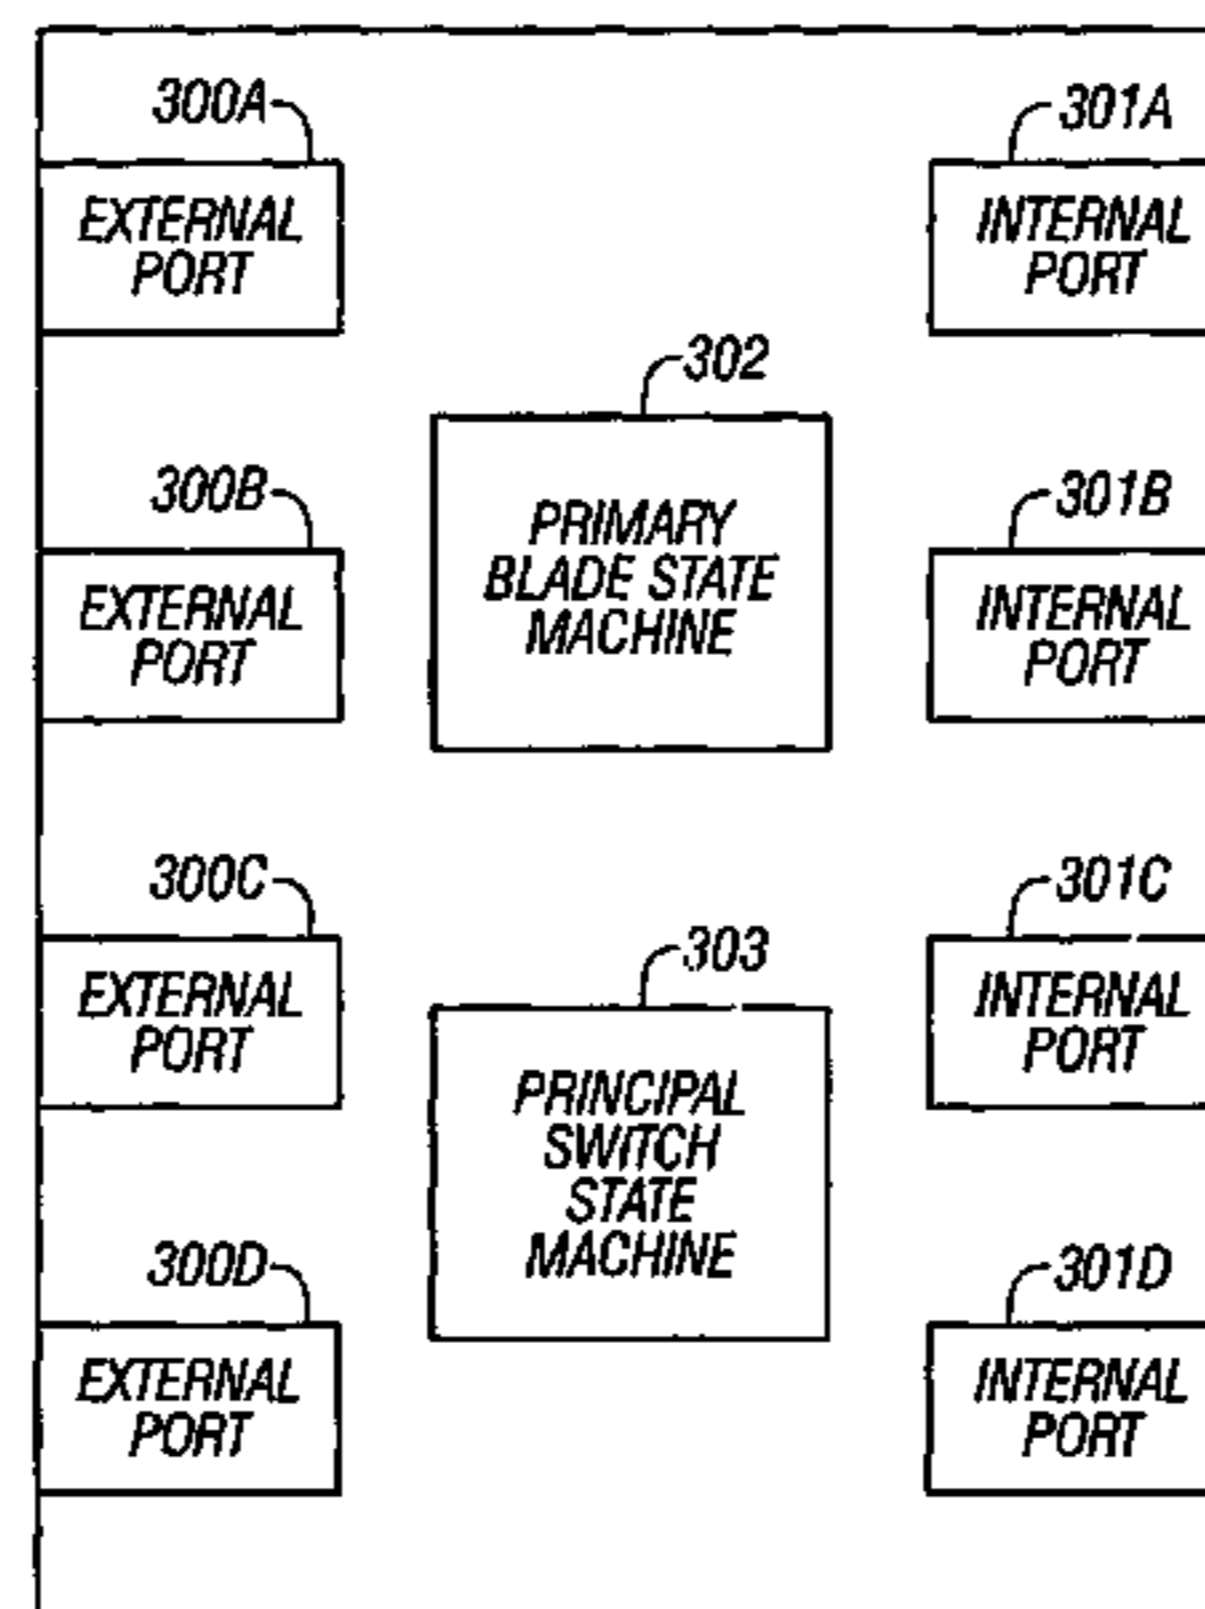 300A
EXTERNAL
PORT
301A
INTERNAL
PORT
302
PRIMARY
BLADE STATE
MACHINE
300B
EXTERNAL
PORT
301B
INTERNAL
PORT
300C
EXTERNAL
PORT
301C
INTERNAL
PORT
303
PRINCIPAL
SWITCH
STATE
MACHINE
300D
EXTERNAL
PORT
301D
INTERNAL
PORT